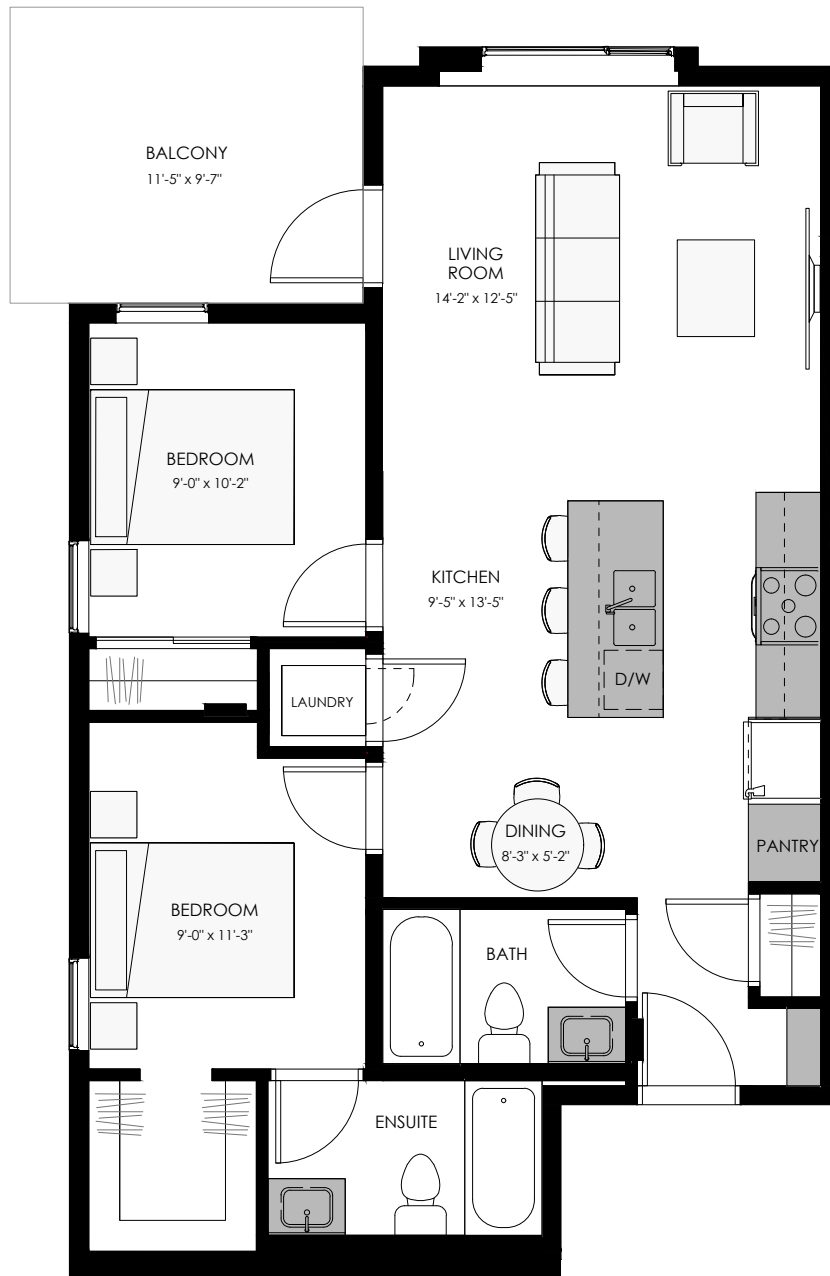 BALCONY
11'-5" x 9'-7"
LIVING
ROOM
14'-2" x 12'-5"
BEDROOM
9'-0" x 10'-2"
KITCHEN
9'-5" x 13'-5"
D/W
LAUNDRY
DINING
8'-3" x 5'-2"
PANTRY
BEDROOM
9'-0" x 11'-3"
BATH
ENSUITE